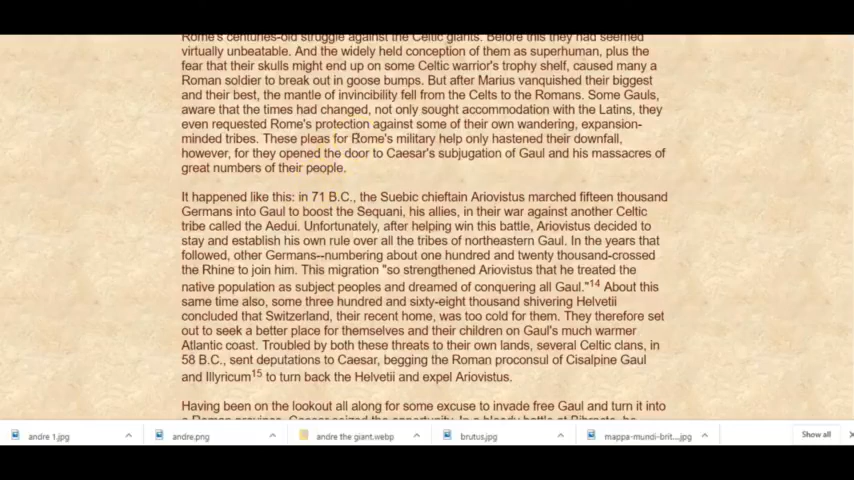 Rome's centuries-old struggle against the Celtic giants. Before this they had seemed
virtually unbeatable. And the widely held conception of them as superhuman, plus the
fear that their skulls might end up on some Celtic warrior's trophy shelf, caused many a
Roman soldier to break out in goose bumps. But after Marius vanquished their biggest
and their best, the mantle of invincibility fell from the Celts to the Romans. Some Gauls,
aware that the times had changed, not only sought accommodation with the Latins, they
even requested Rome's protection against some of their own wandering, expansion-
minded tribes. These pleas for Rome's military help only hastened their downfall,
however, for they opened the door to Caesar's subjugation of Gaul and his massacres of
great numbers of their people.
It happened like this: in 71 B.C., the Suebic chieftain Ariovistus marched fifteen thousand
Germans into Gaul to boost the Sequani, his allies, in their war against another Celtic
tribe called the Aedui. Unfortunately, after helping win this battle, Ariovistus decided to
stay and establish his own rule over all the tribes of northeastern Gaul. In the years that
followed, other Germans--numbering about one hundred and twenty thousand-crossed
the Rhine to join him. This migration "so strengthened Ariovistus that he treated the
native population as subject peoples and dreamed of conquering all Gaul."14 About this
same time also, some three hundred and sixty-eight thousand shivering Helvetii
concluded that Switzerland, their recent home, was too cold for them. They therefore set
out to seek a better place for themselves and their children on Gaul's much warmer
Atlantic coast. Troubled by both these threats to their own lands, several Celtic clans, in
58 B.C., sent deputations to Caesar, begging the Roman proconsul of Cisalpine Gaul
and Illyricum15 to turn back the Helvetii and expel Ariovistus.
Having been on the lookout all along for some excuse to invade free Gaul and turn it into
a Roman province, Caesar seized the opportunity. In a bloody battle at Bibracte, he
andre 1.jpg
andre.png
andre the giant.webp
brutus.jpg
mappa-mundi-brit....jpg
Show all